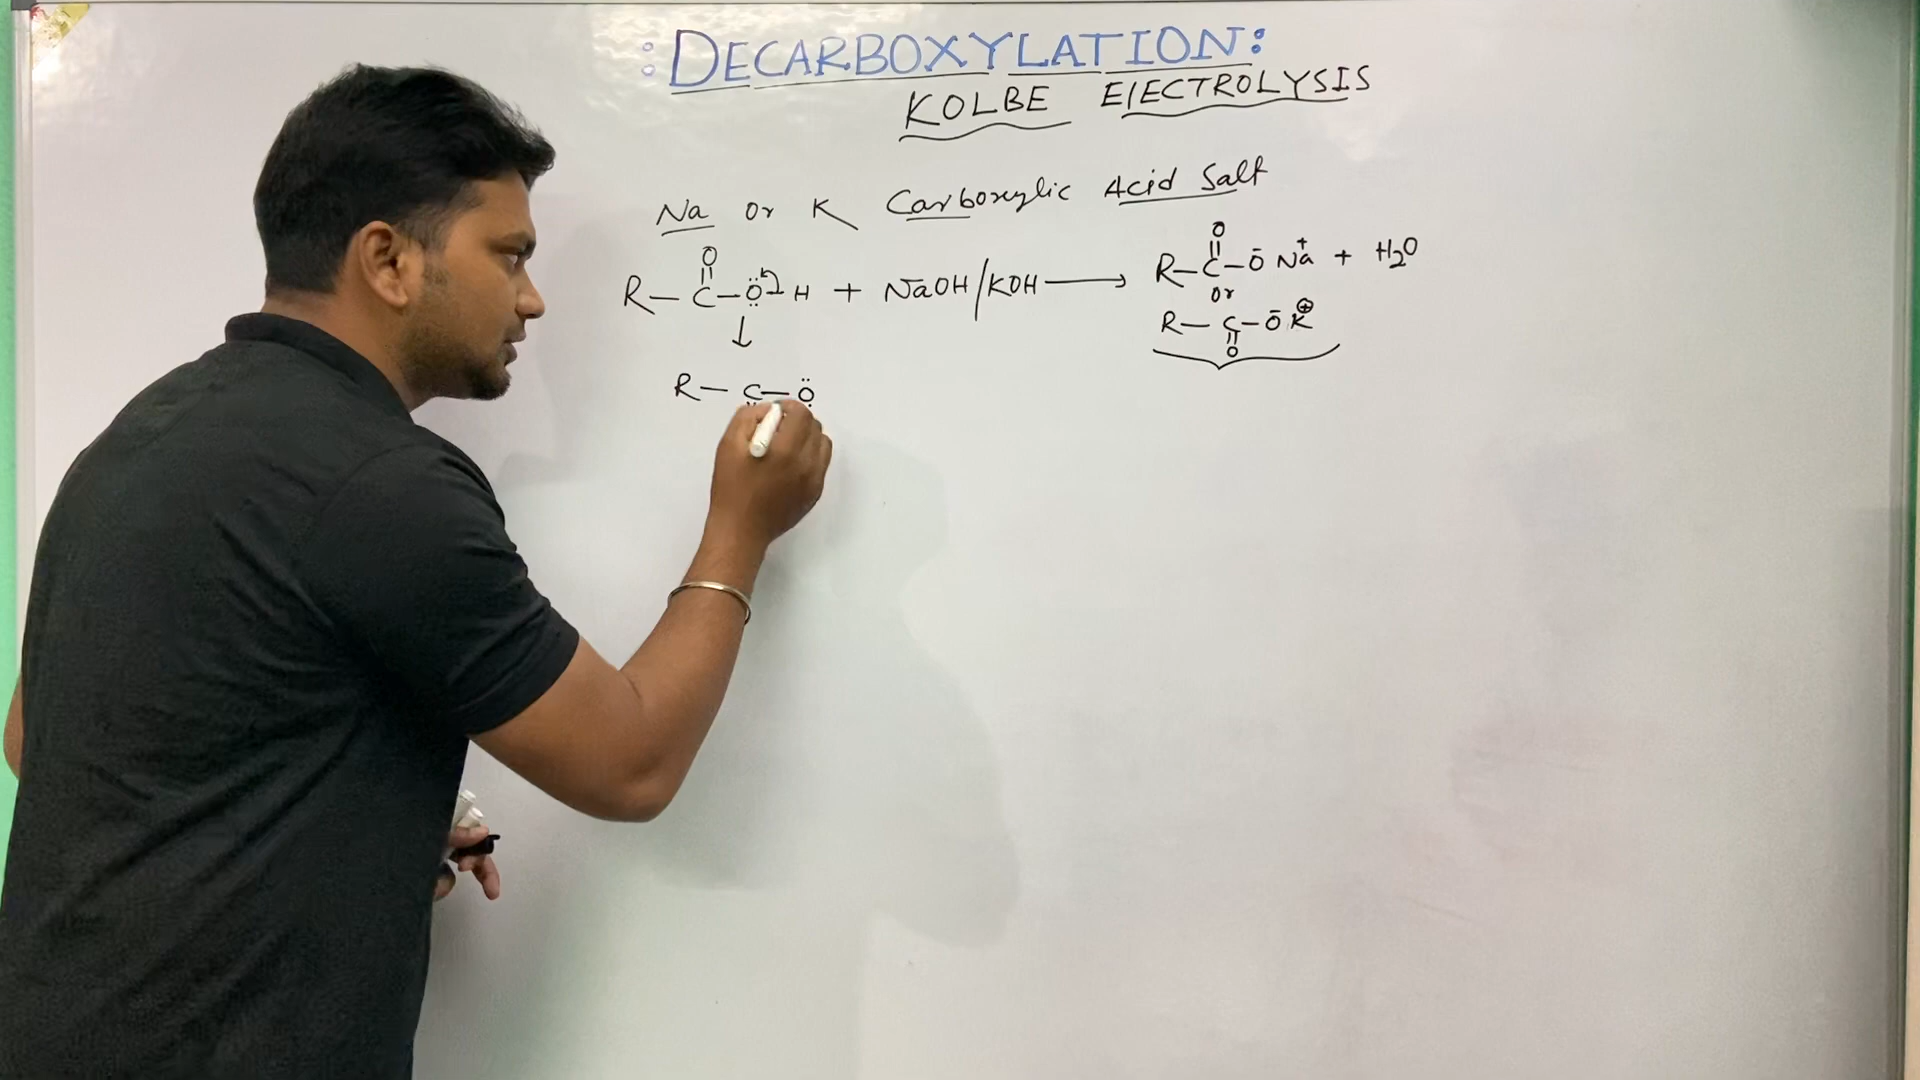 : DECARBOXYLATION:
KOLBE ElECTROLYSIS
Na Or K Carboxylic Acid Salt
O
R—C—Ö H + NaOH/KOH ⟶ R—C—Ō Na⁺ + H₂O
Or
R—C—Ō K⊕
O
↓
R—C—Ö